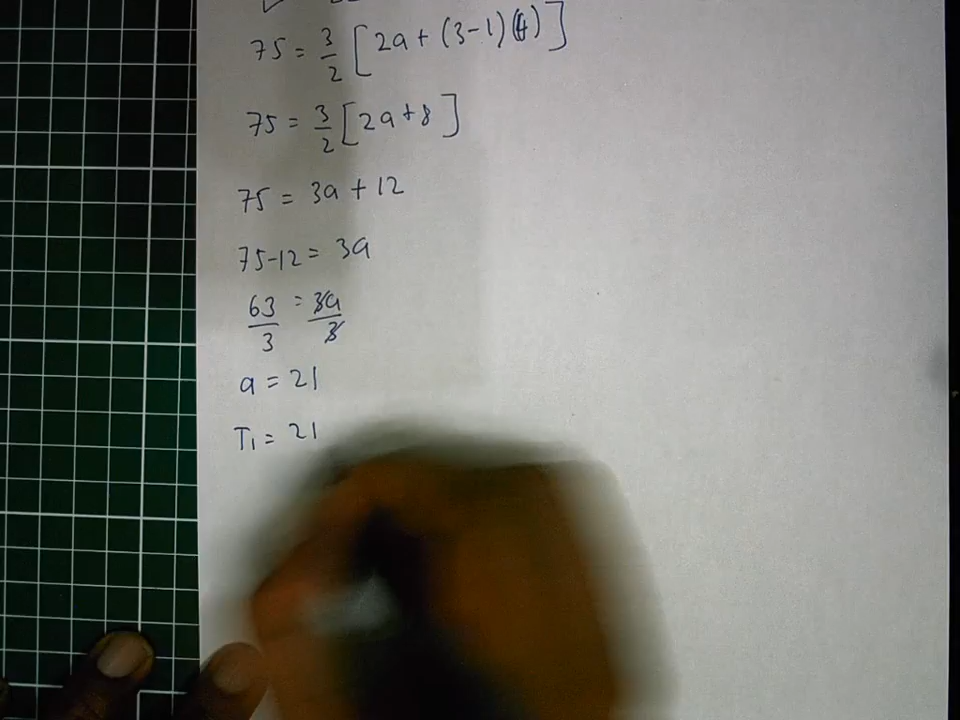 75 = 3/2 [2a + (3-1)(4)]
75 = 3/2 [2a + 8]
75 = 3a + 12
75-12 = 3a
63/3 = 3a/3
a = 21
T1 = 21